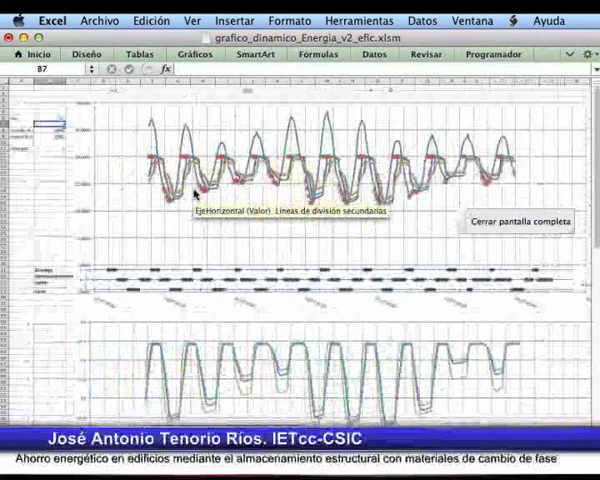 Excel Archivo Edición Ver Insertar Formato Herramientas Datos Ventana Ayuda
grafico_dinamico_Energia_v2_efic.xlsm
Inicio Diseño Tablas Gráficos SmartArt Fórmulas Datos Revisar Programador
B7 fx
EjeHorizontal (Valor) Líneas de división secundarias
Cerrar pantalla completa
José Antonio Tenorio Ríos. IETcc-CSIC
Ahorro energético en edificios mediante el almacenamiento estructural con materiales de cambio de fase